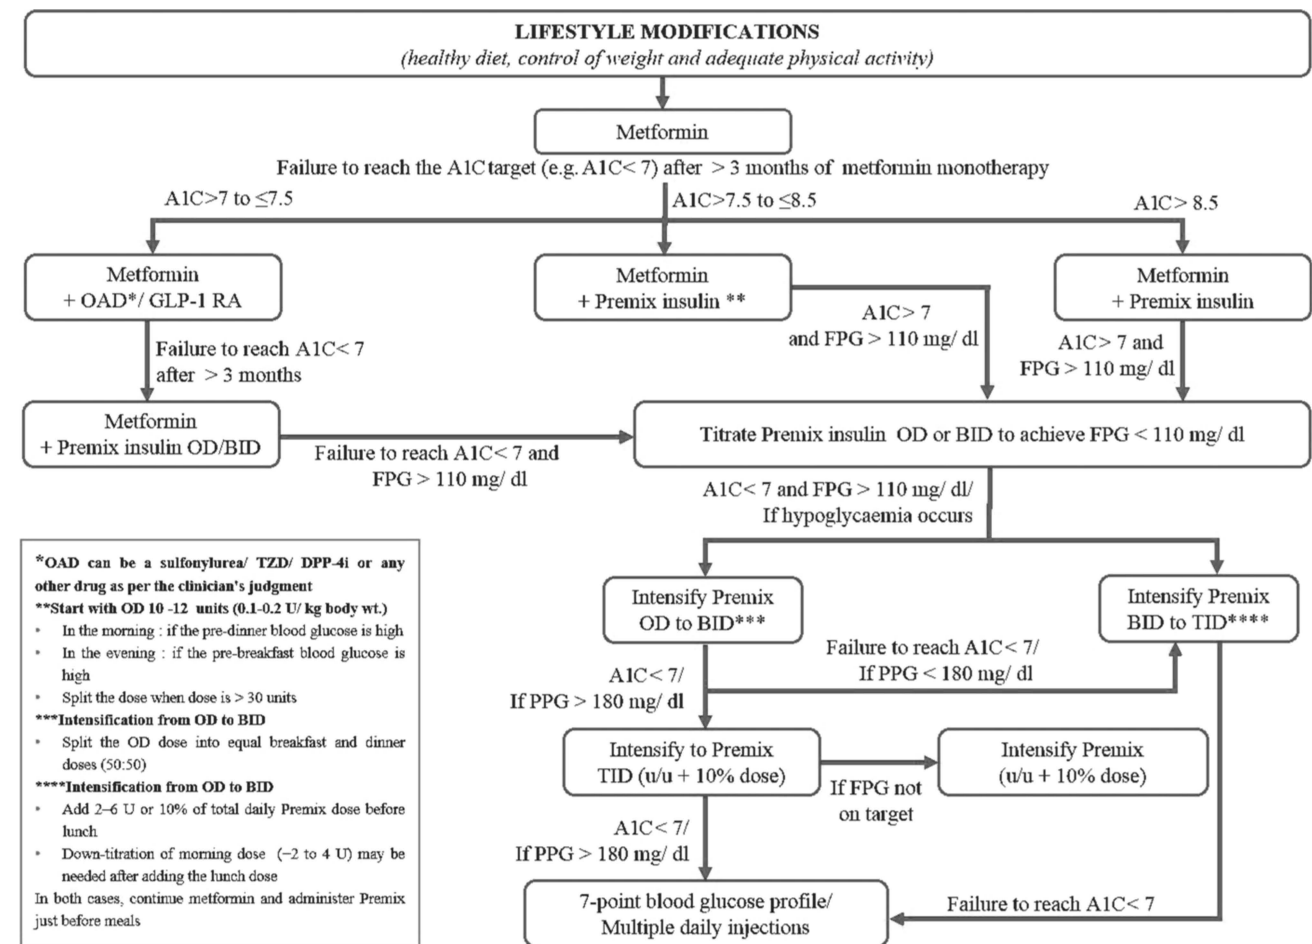 LIFESTYLE MODIFICATIONS
(healthy diet, control of weight and adequate physical activity)
Metformin
Failure to reach the A1C target (e.g. A1C< 7) after > 3 months of metformin monotherapy
A1C>7 to ≤7.5
A1C>7.5 to ≤8.5
A1C> 8.5
Metformin
+ OAD*/ GLP-1 RA
Metformin
+ Premix insulin **
Metformin
+ Premix insulin
Failure to reach A1C< 7
after > 3 months
A1C> 7
and FPG > 110 mg/ dl
A1C> 7 and
FPG > 110 mg/ dl
Metformin
+ Premix insulin OD/BID
Failure to reach A1C< 7 and
FPG > 110 mg/ dl
Titrate Premix insulin OD or BID to achieve FPG < 110 mg/ dl
A1C< 7 and FPG > 110 mg/ dl/
If hypoglycaemia occurs
Intensify Premix
OD to BID***
Intensify Premix
BID to TID****
Failure to reach A1C< 7/
If PPG < 180 mg/ dl
A1C< 7/
If PPG > 180 mg/ dl
Intensify to Premix
TID (u/u + 10% dose)
If FPG not
on target
Intensify Premix
(u/u + 10% dose)
A1C< 7/
If PPG > 180 mg/ dl
7-point blood glucose profile/
Multiple daily injections
Failure to reach A1C< 7
*OAD can be a sulfonylurea/ TZD/ DPP-4i or any
other drug as per the clinician's judgment
**Start with OD 10 -12 units (0.1-0.2 U/ kg body wt.)
• In the morning : if the pre-dinner blood glucose is high
• In the evening : if the pre-breakfast blood glucose is
high
• Split the dose when dose is > 30 units
***Intensification from OD to BID
• Split the OD dose into equal breakfast and dinner
doses (50:50)
****Intensification from OD to BID
• Add 2–6 U or 10% of total daily Premix dose before
lunch
• Down-titration of morning dose (−2 to 4 U) may be
needed after adding the lunch dose
In both cases, continue metformin and administer Premix
just before meals